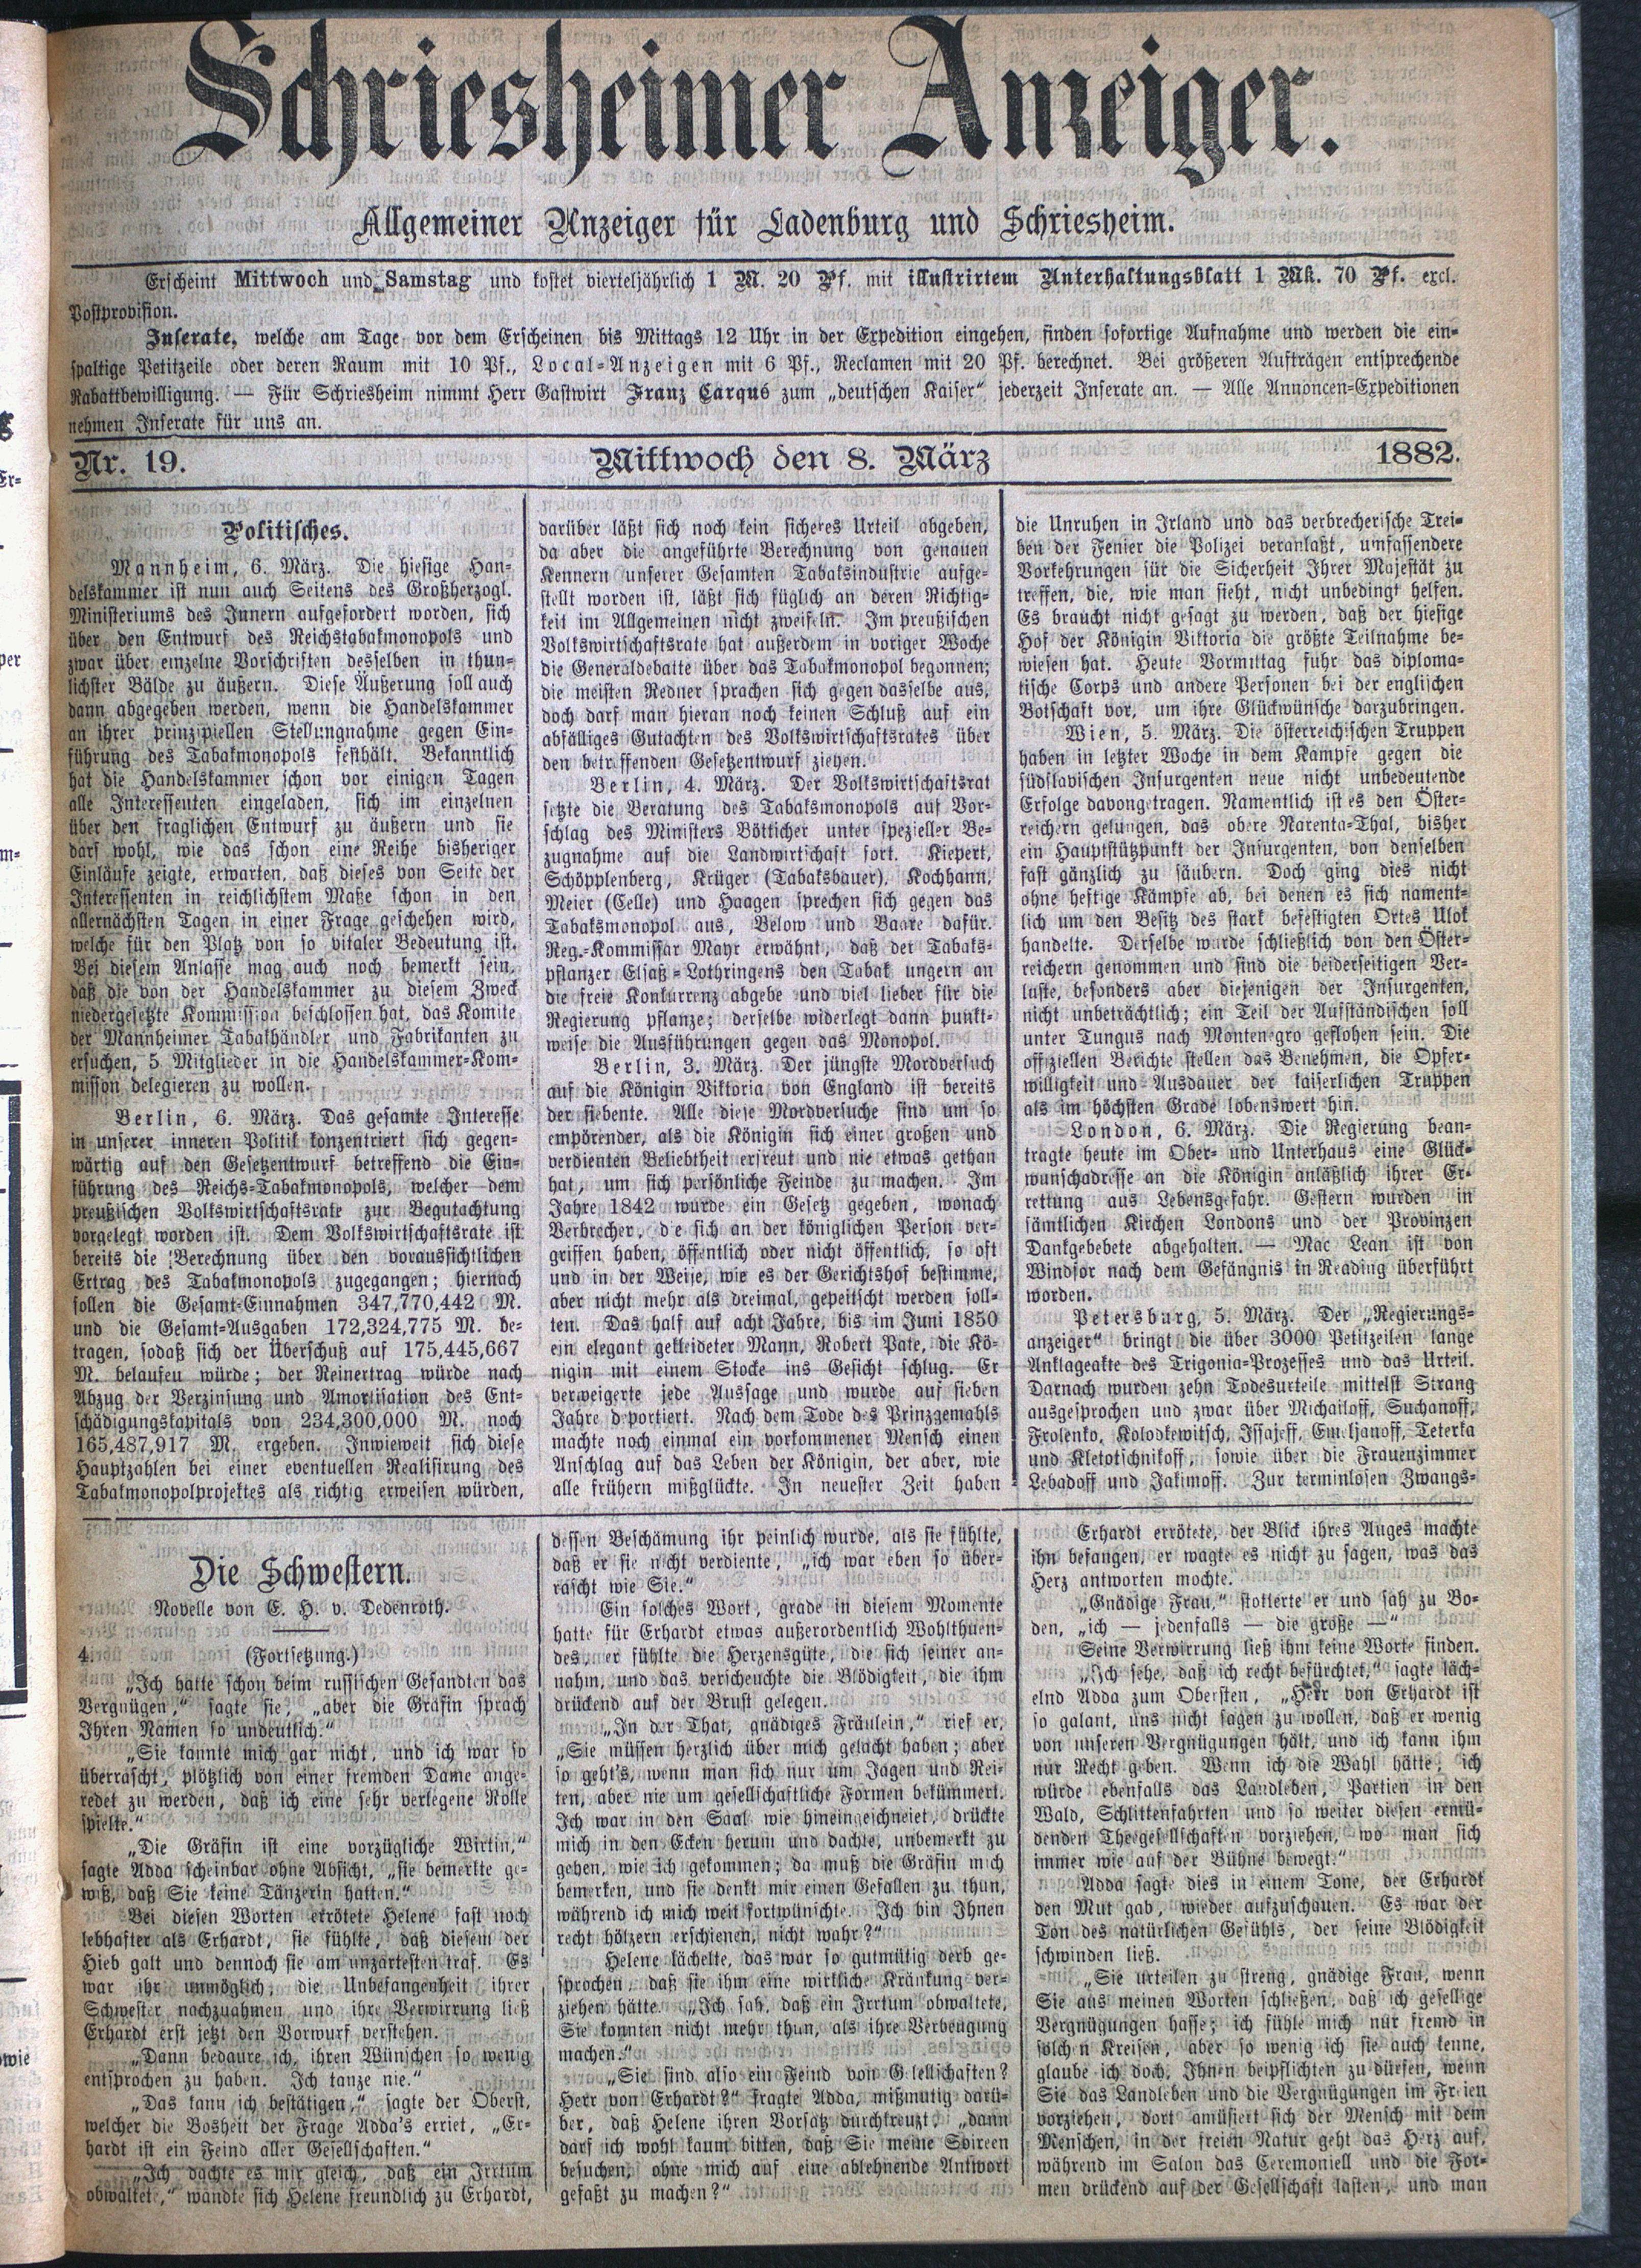 Schriesheimer Anzeiger.
Allgemeiner Anzeiger für Ladenburg und Schriesheim.
Erscheint Mittwoch und Samstag und kostet vierteljährlich 1 M. 20 Pf. mit illustrirtem Unterhaltungsblatt 1 Mk. 70 Pf. excl.
Postprovision.
Inserate, welche am Tage vor dem Erscheinen bis Mittags 12 Uhr in der Expedition eingehen, finden sofortige Aufnahme und werden die ein-
spaltige Petitzeile oder deren Raum mit 10 Pf., Local-Anzeigen mit 6 Pf., Reclamen mit 20 Pf. berechnet. Bei größeren Aufträgen entsprechende
Rabattbewilligung. — Für Schriesheim nimmt Herr Gastwirt Franz Carqué zum „deutschen Kaiser“ jederzeit Inserate an. — Alle Annoncen-Expeditionen
nehmen Inserate für uns an.
Nr. 19. Mittwoch den 8. März 1882.
Politisches.
Mannheim, 6. März. Die hiesige Han-
delskammer ist nun auch Seitens des Großherzogl.
Ministeriums des Innern aufgefordert worden, sich
über den Entwurf des Reichstabakmonopols und
zwar über einzelne Vorschriften desselben in thun-
lichster Bälde zu äußern. Diese Äußerung soll auch
dann abgegeben werden, wenn die Handelskammer
an ihrer prinzipiellen Stellungnahme gegen Ein-
führung des Tabakmonopols festhält. Bekanntlich
hat die Handelskammer schon vor einigen Tagen
alle Interessenten eingeladen, sich im einzelnen
über den fraglichen Entwurf zu äußern und sie
darf wohl, wie das schon eine Reihe bisheriger
Einläufe zeigte, erwarten, daß dieses von Seite der
Interessenten in reichlichstem Maße schon in den
allernächsten Tagen in einer Frage geschehen wird,
welche für den Platz von so vitaler Bedeutung ist.
Bei diesem Anlasse mag auch noch bemerkt sein,
daß die von der Handelskammer zu diesem Zweck
niedergesetzte Kommission beschlossen hat, das Komite
der Mannheimer Tabakhändler und Fabrikanten zu
ersuchen, 5 Mitglieder in die Handelskammer-Kom-
mission delegieren zu wollen.
Berlin, 6. März. Das gesamte Interesse
in unserer inneren Politik konzentriert sich gegen-
wärtig auf den Gesetzentwurf betreffend die Ein-
führung des Reichs-Tabakmonopols, welcher dem
preußischen Volkswirtschaftsrate zur Begutachtung
vorgelegt worden ist. Dem Volkswirtschaftsrate ist
bereits die Berechnung über den voraussichtlichen
Ertrag des Tabakmonopols zugegangen; hiernach
sollen die Gesamt-Einnahmen 347,770,442 M.
und die Gesamt-Ausgaben 172,324,775 M. be-
tragen, sodaß sich der Überschuß auf 175,445,667
M. belaufen würde; der Reinertrag würde nach
Abzug der Verzinsung und Amortisation des Ent-
schädigungskapitals von 234,300,000 M. noch
165,487,917 M. ergeben. Inwieweit sich diese
Hauptzahlen bei einer eventuellen Realisirung des
Tabakmonopolprojektes als richtig erweisen würden,
darüber läßt sich noch kein sicheres Urteil abgeben,
da aber die angeführte Berechnung von genauen
Kennern unserer Gesamten Tabaksindustrie aufge-
stellt worden ist, läßt sich füglich an deren Richtig-
keit im Allgemeinen nicht zweifeln. Im preußischen
Volkswirtschaftsrate hat außerdem in voriger Woche
die Generaldebatte über das Tabakmonopol begonnen;
die meisten Redner sprachen sich gegen dasselbe aus,
doch darf man hieran noch keinen Schluß auf ein
abfälliges Gutachten des Volkswirtschaftsrates über
den betreffenden Gesetzentwurf ziehen.
Berlin, 4. März. Der Volkswirtschaftsrat
setzte die Beratung des Tabaksmonopols auf Vor-
schlag des Ministers Bötticher unter spezieller Be-
zugnahme auf die Landwirtschaft fort. Kiepert,
Schöpplenberg, Krüger (Tabaksbauer), Kochhann,
Meier (Celle) und Haagen sprechen sich gegen das
Tabaksmonopol aus, Below und Baare dafür.
Reg.-Kommissar Mayr erwähnt, daß der Tabaks-
pflanzer Elsaß-Lothringens den Tabak ungern an
die freie Konkurrenz abgebe und viel lieber für die
Regierung pflanze; derselbe widerlegt dann punkt-
weise die Ausführungen gegen das Monopol.
Berlin, 3. März. Der jüngste Mordversuch
auf die Königin Viktoria von England ist bereits
der siebente. Alle diese Mordversuche sind um so
empörender, als die Königin sich einer großen und
verdienten Beliebtheit erfreut und nie etwas gethan
hat, um sich persönliche Feinde zu machen. Im
Jahre 1842 wurde ein Gesetz gegeben, wonach
Verbrecher, die sich an der königlichen Person ver-
griffen haben, öffentlich oder nicht öffentlich, so oft
und in der Weise, wie es der Gerichtshof bestimme,
aber nicht mehr als dreimal, gepeitscht werden soll-
ten. Das half auf acht Jahre, bis im Juni 1850
ein elegant gekleideter Mann, Robert Pate, die Kö-
nigin mit einem Stocke ins Gesicht schlug. Er
verweigerte jede Aussage und wurde auf sieben
Jahre deportiert. Nach dem Tode des Prinzgemahls
machte noch einmal ein vorkommener Mensch einen
Anschlag auf das Leben der Königin, der aber, wie
alle frühern mißglückte. In neuester Zeit haben
die Unruhen in Irland und das verbrecherische Trei-
ben der Fenier die Polizei veranlaßt, umfassendere
Vorkehrungen für die Sicherheit Ihrer Majestät zu
treffen, die, wie man sieht, nicht unbedingt helfen.
Es braucht nicht gesagt zu werden, daß der hiesige
Hof der Königin Viktoria die größte Teilnahme be-
wiesen hat. Heute Vormittag fuhr das diploma-
tische Corps und andere Personen bei der englischen
Botschaft vor, um ihre Glückwünsche darzubringen.
Wien, 5. März. Die österreichischen Truppen
haben in letzter Woche in dem Kampfe gegen die
südslavischen Insurgenten neue nicht unbedeutende
Erfolge davongetragen. Namentlich ist es den Öster-
reichern gelungen, das obere Narenta-Thal, bisher
ein Hauptstützpunkt der Insurgenten, von denselben
fast gänzlich zu säubern. Doch ging dies nicht
ohne heftige Kämpfe ab, bei denen es sich nament-
lich um den Besitz des stark befestigten Ortes Ulok
handelte. Derselbe wurde schließlich von den Öster-
reichern genommen und sind die beiderseitigen Ver-
luste, besonders aber diejenigen der Insurgenten,
nicht unbeträchtlich; ein Teil der Aufständischen soll
unter Tungus nach Montenegro geflohen sein. Die
offiziellen Berichte stellen das Benehmen, die Opfer-
willigkeit und Ausdauer der kaiserlichen Truppen
als im höchsten Grade lobenswert hin.
London, 6. März. Die Regierung bean-
tragte heute im Ober- und Unterhaus eine Glück-
wunschadresse an die Königin anläßlich ihrer Er-
rettung aus Lebensgefahr. Gestern wurden in
sämtlichen Kirchen Londons und der Provinzen
Dankgebebete abgehalten. — Mac Lean ist von
Windsor nach dem Gefängnis in Reading überführt
worden.
Petersburg, 5. März. Der „Regierungs-
anzeiger“ bringt die über 3000 Petitzeilen lange
Anklageakte des Trigonia-Prozesses und das Urteil.
Darnach wurden zehn Todesurteile mittelst Strang
ausgesprochen und zwar über Michailoff, Suchanoff,
Frolenko, Kolodkewitsch, Issajeff, Emeljanoff, Teterka
und Kletotschnikoff, sowie über die Frauenzimmer
Lebadoff und Jakimoff. Zur terminlosen Zwangs-
Die Schwestern.
Novelle von E. H. v. Dedenroth.
4. (Fortsetzung.)
„Ich hatte schon beim russischen Gesandten das
Vergnügen,“ sagte sie, „aber die Gräfin sprach
Ihren Namen so undeutlich.“
„Sie kannte mich gar nicht, und ich war so
überrascht, plötzlich von einer fremden Dame ange-
redet zu werden, daß ich eine sehr verlegene Rolle
spielte.“
„Die Gräfin ist eine vorzügliche Wirtin,“
sagte Adda scheinbar ohne Absicht, „sie bemerkte ge-
wiß, daß Sie keine Tänzerin hatten.“
Bei diesen Worten errötete Helene fast noch
lebhafter als Erhardt, sie fühlte, daß diesem der
Hieb galt und dennoch sie am unzartesten traf. Es
war ihr unmöglich, die Unbefangenheit ihrer
Schwester nachzuahmen und ihre Verwirrung ließ
Erhardt erst jetzt den Vorwurf verstehen.
„Dann bedaure ich, ihren Wünschen so wenig
entsprochen zu haben. Ich tanze nie.“
„Das kann ich bestätigen,“ sagte der Oberst,
welcher die Bosheit der Frage Adda's erriet, „Er-
hardt ist ein Feind aller Gesellschaften.“
„Ich dachte es mir gleich, daß ein Irrtum
obwaltete,“ wandte sich Helene freundlich zu Erhardt,
dessen Beschämung ihr peinlich wurde, als sie fühlte,
daß er sie nicht verdiente, „ich war eben so über-
rascht wie Sie.“
Ein solches Wort, grade in diesem Momente
hatte für Erhardt etwas außerordentlich Wohlthuen-
des, er fühlte die Herzensgüte, die sich seiner an-
nahm, und das verscheuchte die Blödigkeit, die ihm
drückend auf der Brust gelegen.
„In der That, gnädiges Fräulein,“ rief er,
„Sie müssen herzlich über mich gelacht haben; aber
so geht's, wenn man sich nur um Jagen und Rei-
ten, aber nie um gesellschaftliche Formen bekümmert.
Ich war in den Saal wie hineingeschneiet, drückte
mich in den Ecken herum und dachte, unbemerkt zu
gehen, wie ich gekommen; da muß die Gräfin mich
bemerken, und sie denkt mir einen Gefallen zu thun,
während ich mich weit fortwünschte. Ich bin Ihnen
recht hölzern erschienen, nicht wahr?“
Helene lächelte, das war so gutmütig derb ge-
sprochen, daß sie ihm eine wirkliche Kränkung ver-
ziehen hätte. „Ich sah, daß ein Irrtum obwaltete,
Sie konnten nicht mehr thun, als ihre Verbeugung
machen.“
„Sie sind also ein Feind von Gesellschaften?
Herr von Erhardt?“ fragte Adda, mißmutig darü-
ber, daß Helene ihren Vorsatz durchkreuzt, „dann
darf ich wohl kaum bitten, daß Sie meine Soireen
besuchen, ohne mich auf eine ablehnende Antwort
gefaßt zu machen?“
Erhardt errötete, der Blick ihres Auges machte
ihn befangen, er wagte es nicht zu sagen, was das
Herz antworten mochte.
„Gnädige Frau,“ stotterte er und sah zu Bo-
den, „ich — jedenfalls — die große —“
Seine Verwirrung ließ ihm keine Worte finden.
„Ich sehe, daß ich recht befürchtet,“ sagte läch-
elnd Adda zum Obersten, „Herr von Erhardt ist
so galant, uns nicht sagen zu wollen, daß er wenig
von unseren Vergnügungen hält, und ich kann ihm
nur Recht geben. Wenn ich die Wahl hätte, ich
würde ebenfalls das Landleben, Partien in den
Wald, Schlittenfahrten und so weiter diesen ermü-
denden Theegesellschaften vorziehen, wo man sich
immer wie auf der Bühne bewegt.“
Adda sagte dies in einem Tone, der Erhardt
den Mut gab, wieder aufzuschauen. Es war der
Ton des natürlichen Gefühls, der seine Blödigkeit
schwinden ließ.
„Sie urteilen zu streng, gnädige Frau, wenn
Sie aus meinen Worten schließen, daß ich gesellige
Vergnügungen hasse; ich fühle mich nur fremd in
solchen Kreisen, aber so wenig ich sie auch kenne,
glaube ich doch, Ihnen beipflichten zu dürfen, wenn
Sie das Landleben und die Vergnügungen im Freien
vorziehen, dort amüsiert sich der Mensch mit dem
Menschen, in der freien Natur geht das Herz auf,
während im Salon das Ceremoniell und die For-
men drückend auf der Gesellschaft lasten, und man